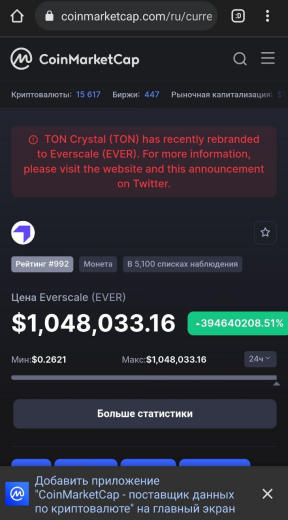 coinmarketcap.com/ru/curre
:D
CoinMarketCap
Криптовалюты: 15 617 Биржи: 447 Рыночная капитализация:
TON Crystal (TON) has recently rebranded
to Everscale (EVER). For more information,
please visit the website and this announcement
on Twitter.
Рейтинг #992 Монета В 5,100 списках наблюдения
Цена Everscale (EVER)
$1,048,033.16 -394640208.51%
Мин:$0.2621 Макс:$1,048,033.16 24ч
Больше статистики
Добавить приложение
"CoinMarketCap - поставщик данных
по криптовалюте" на главный экран